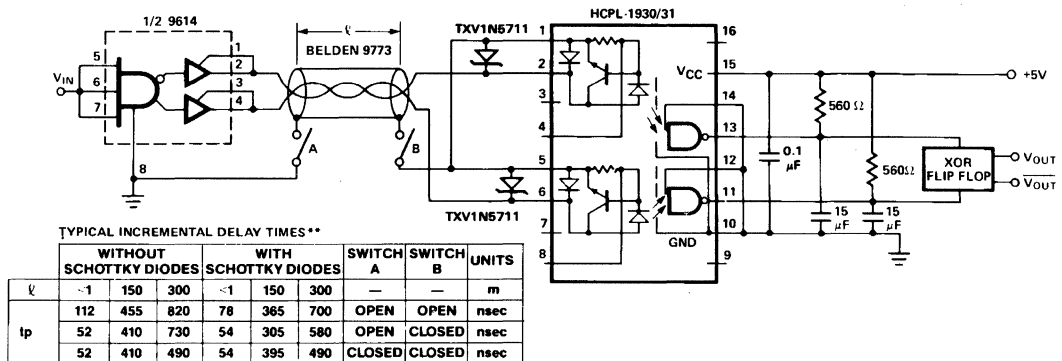 1/2 9614
5
6
7
VIN
1
2
3
4
8
ℓ
BELDEN 9773
A
B
TXV1N5711
TXV1N5711
HCPL-1930/31
1
2
3
4
5
6
7
8
16
VCC 15
14
13
12
11
10
GND
9
+5V
560 Ω
0.1 μF
560Ω
15 μF
15 μF
XOR
FLIP FLOP
VOUT
V̅O̅U̅T̅
TYPICAL INCREMENTAL DELAY TIMES**
WITHOUT SCHOTTKY DIODES WITH SCHOTTKY DIODES SWITCH A SWITCH B UNITS
ℓ <1 150 300 <1 150 300 — — m
tp 112 455 820 78 365 700 OPEN OPEN nsec
52 410 730 54 305 580 OPEN CLOSED nsec
52 410 490 54 395 490 CLOSED CLOSED nsec